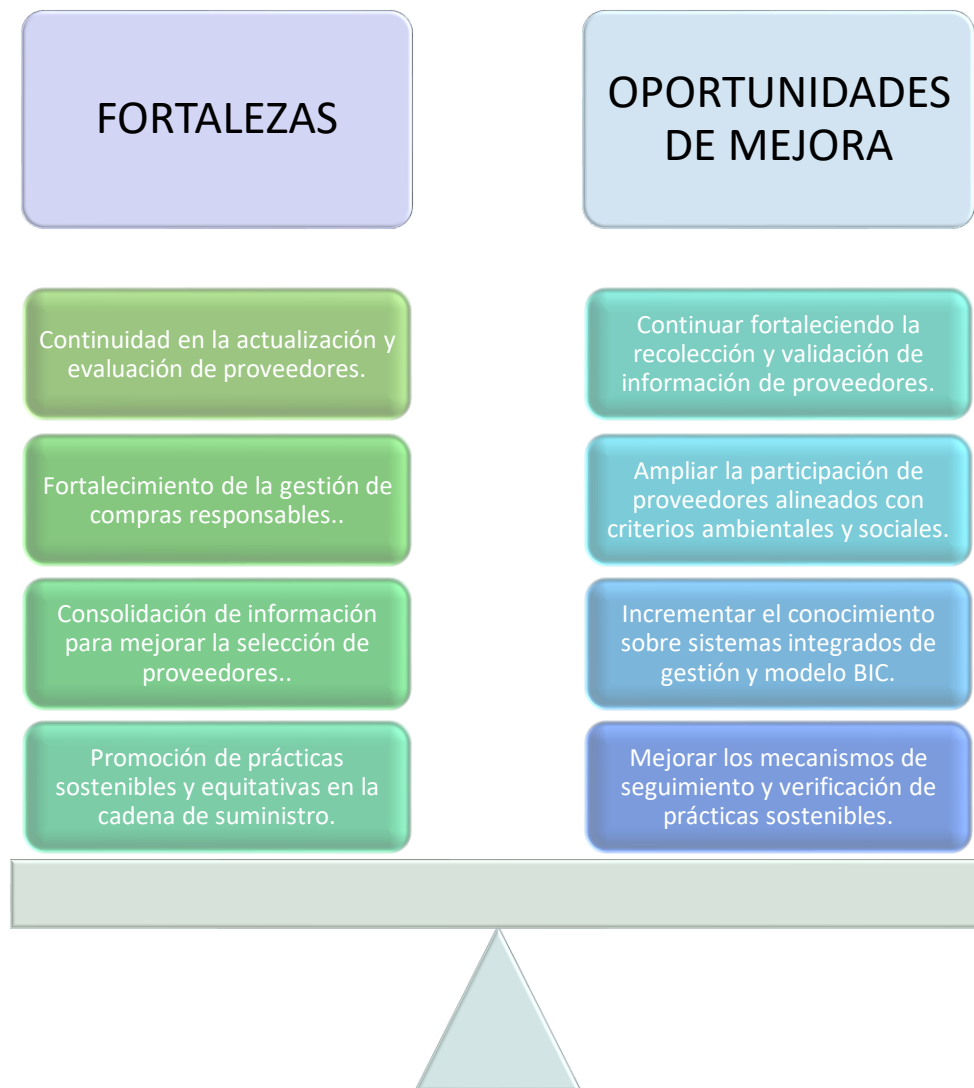 FORTALEZAS
Continuidad en la actualización y
evaluación de proveedores.
Fortalecimiento de la gestión de
compras responsables..
Consolidación de información
para mejorar la selección de
proveedores..
Promoción de prácticas
sostenibles y equitativas en la
cadena de suministro.
OPORTUNIDADES
DE MEJORA
Continuar fortaleciendo la
recolección y validación de
información de proveedores.
Ampliar la participación de
proveedores alineados con
criterios ambientales y sociales.
Incrementar el conocimiento
sobre sistemas integrados de
gestión y modelo BIC.
Mejorar los mecanismos de
seguimiento y verificación de
prácticas sostenibles.